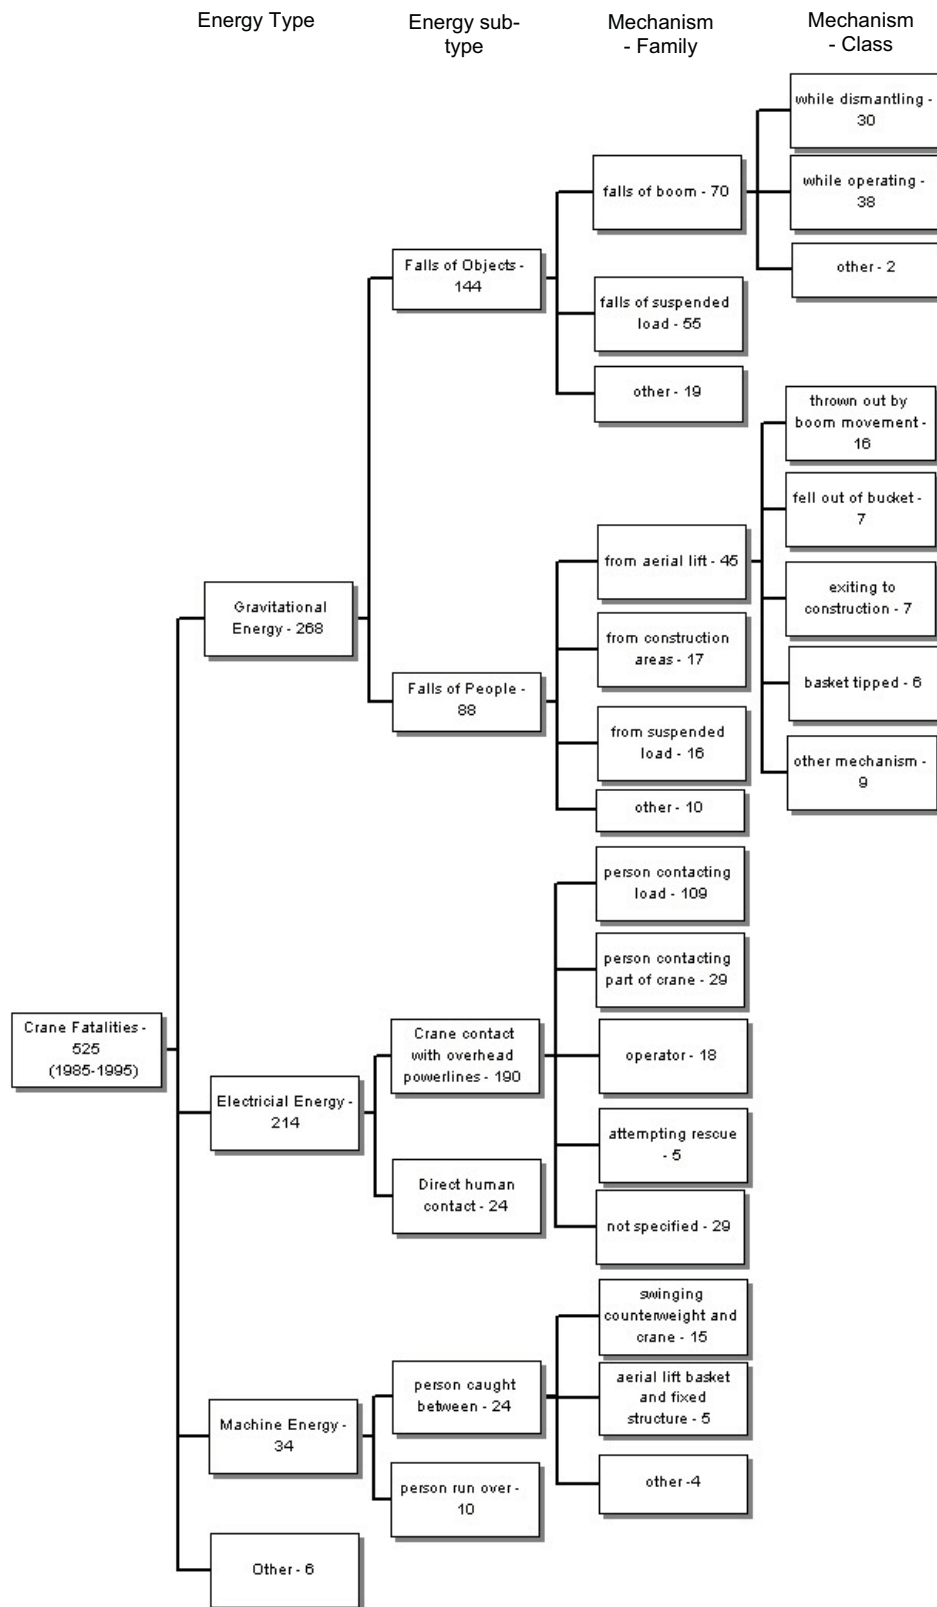 Energy Type
Energy sub-
type
Mechanism
- Family
Mechanism
- Class
while dismantling -
30
while operating -
38
other - 2
falls of boom - 70
Falls of Objects -
144
falls of suspended
load - 55
other - 19
thrown out by
boom movement -
16
fell out of bucket -
7
exiting to
construction - 7
basket tipped - 6
other mechanism -
9
from aerial lift - 45
from construction
areas - 17
from suspended
load - 16
other - 10
Gravitational
Energy - 268
Falls of People -
88
person contacting
load - 109
person contacting
part of crane - 29
operator - 18
attempting rescue
- 5
not specified - 29
Crane Fatalities -
525
(1985-1995)
Crane contact
with overhead
powerlines - 190
Electricial Energy -
214
Direct human
contact - 24
swinging
counterweight and
crane - 15
aerial lift basket
and fixed
structure - 5
other -4
person caught
between - 24
Machine Energy -
34
person run over -
10
Other - 6